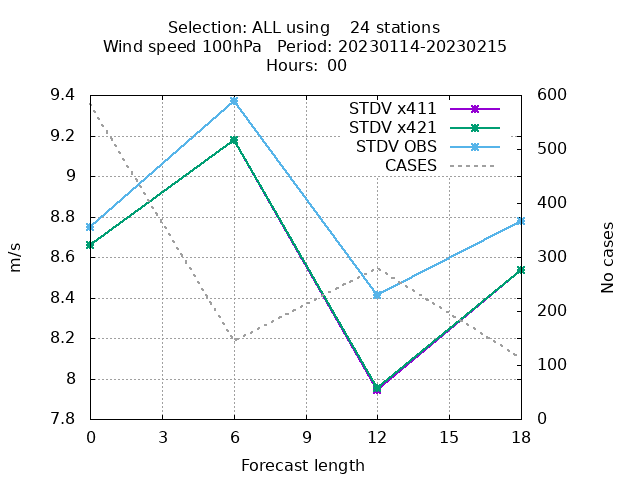 Selection: ALL using    24 stations
Wind speed 100hPa   Period: 20230114-20230215
Hours: 00
STDV x411
STDV x421
STDV OBS
CASES
9.4
9.2
9
8.8
8.6
8.4
8.2
8
7.8
m/s
600
500
400
300
200
100
0
No cases
0 3 6 9 12 15 18
Forecast length